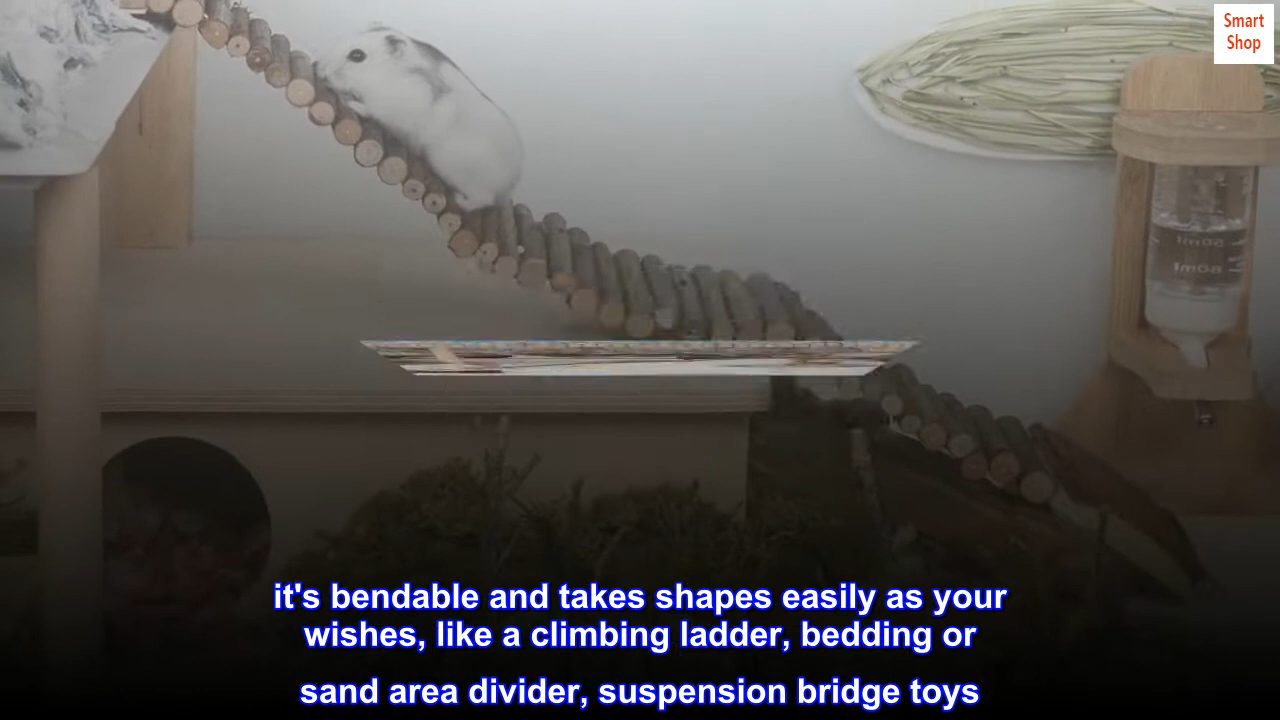 Smart
Shop
it's bendable and takes shapes easily as your
wishes, like a climbing ladder, bedding or
sand area divider, suspension bridge toys